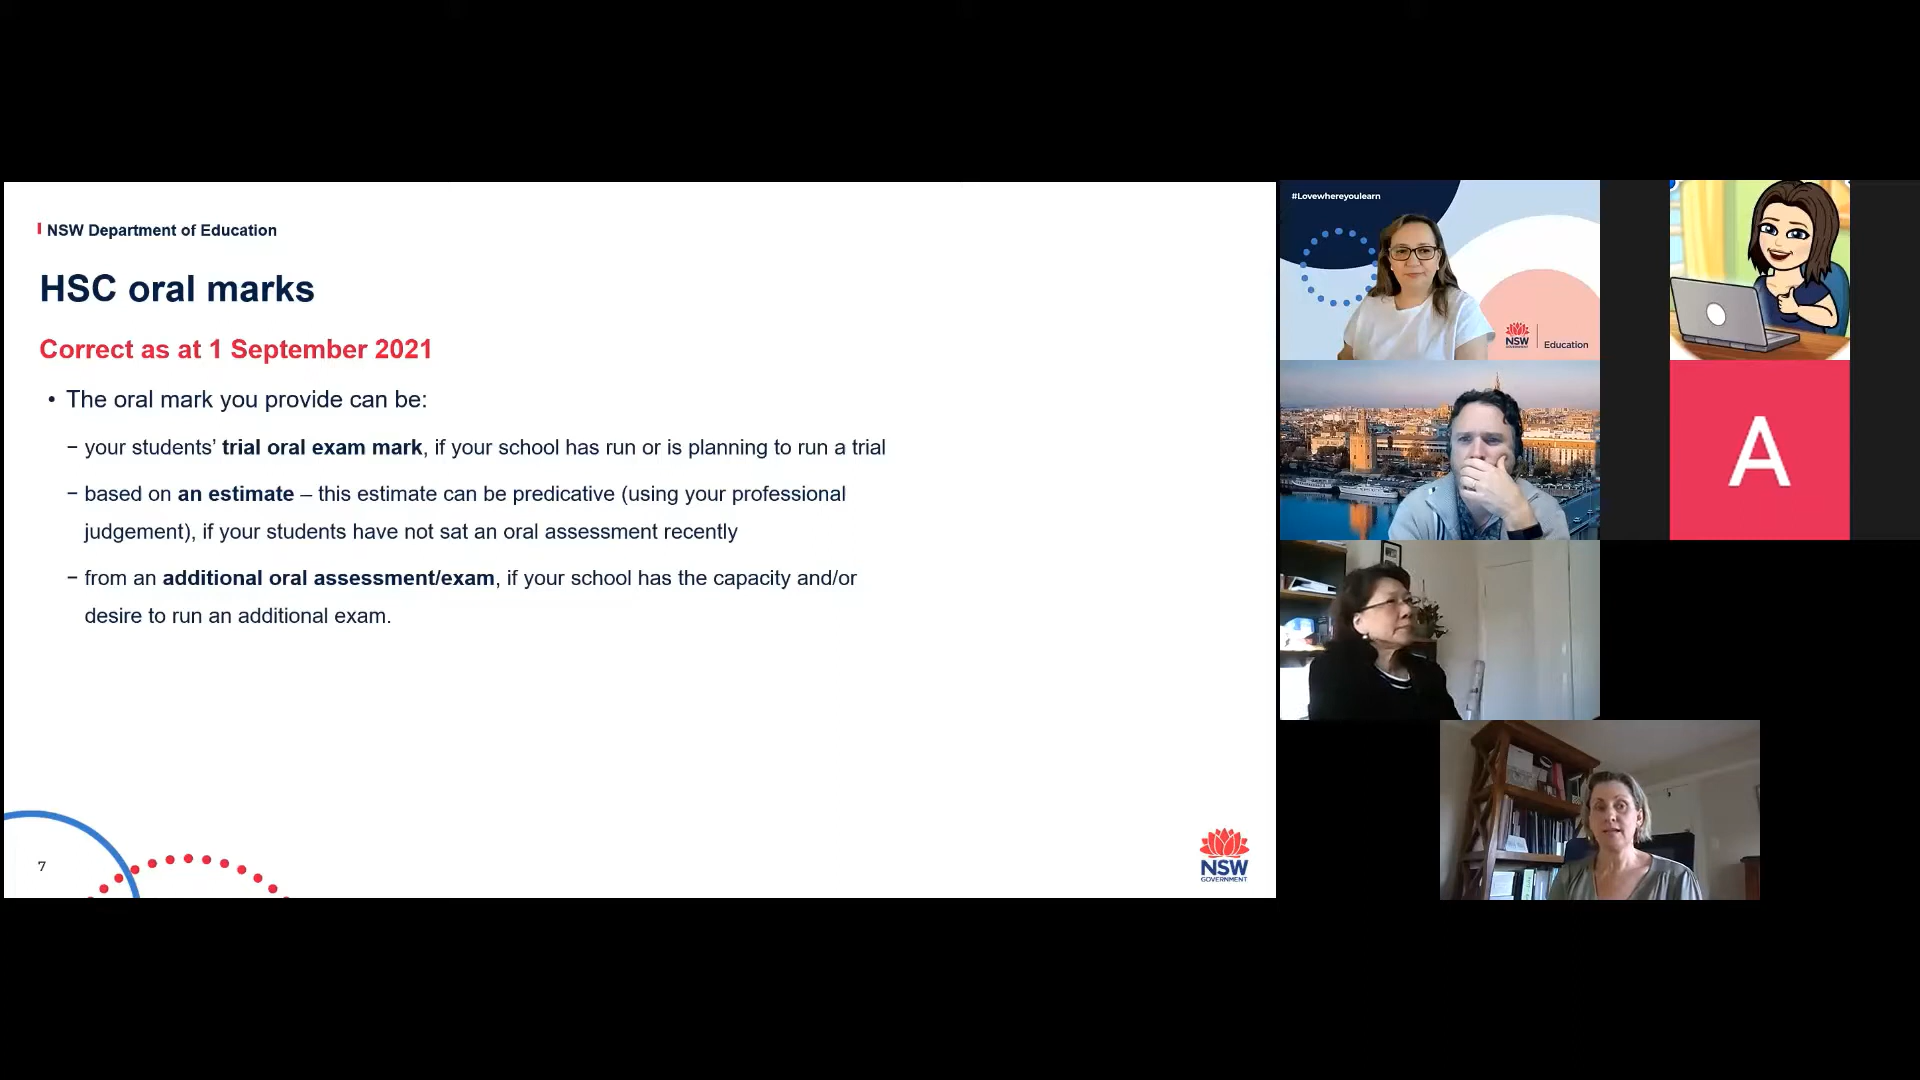 NSW Department of Education
HSC oral marks
Correct as at 1 September 2021
• The oral mark you provide can be:
− your students’ trial oral exam mark, if your school has run or is planning to run a trial
− based on an estimate – this estimate can be predicative (using your professional
judgement), if your students have not sat an oral assessment recently
− from an additional oral assessment/exam, if your school has the capacity and/or
desire to run an additional exam.
7
NSW
GOVERNMENT
#Lovewhereyoulearn
NSW
GOVERNMENT
Education
A